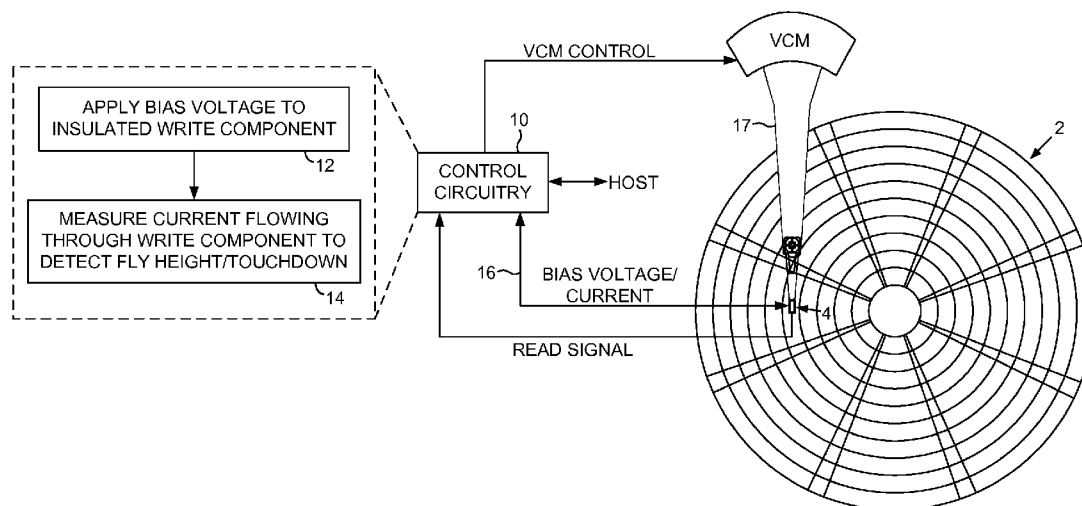 VCM CONTROL
VCM
17
2
APPLY BIAS VOLTAGE TO
INSULATED WRITE COMPONENT
12
MEASURE CURRENT FLOWING
THROUGH WRITE COMPONENT TO
DETECT FLY HEIGHT/TOUCHDOWN
14
10
CONTROL
CIRCUITRY
HOST
16
BIAS VOLTAGE/
CURRENT
4
READ SIGNAL